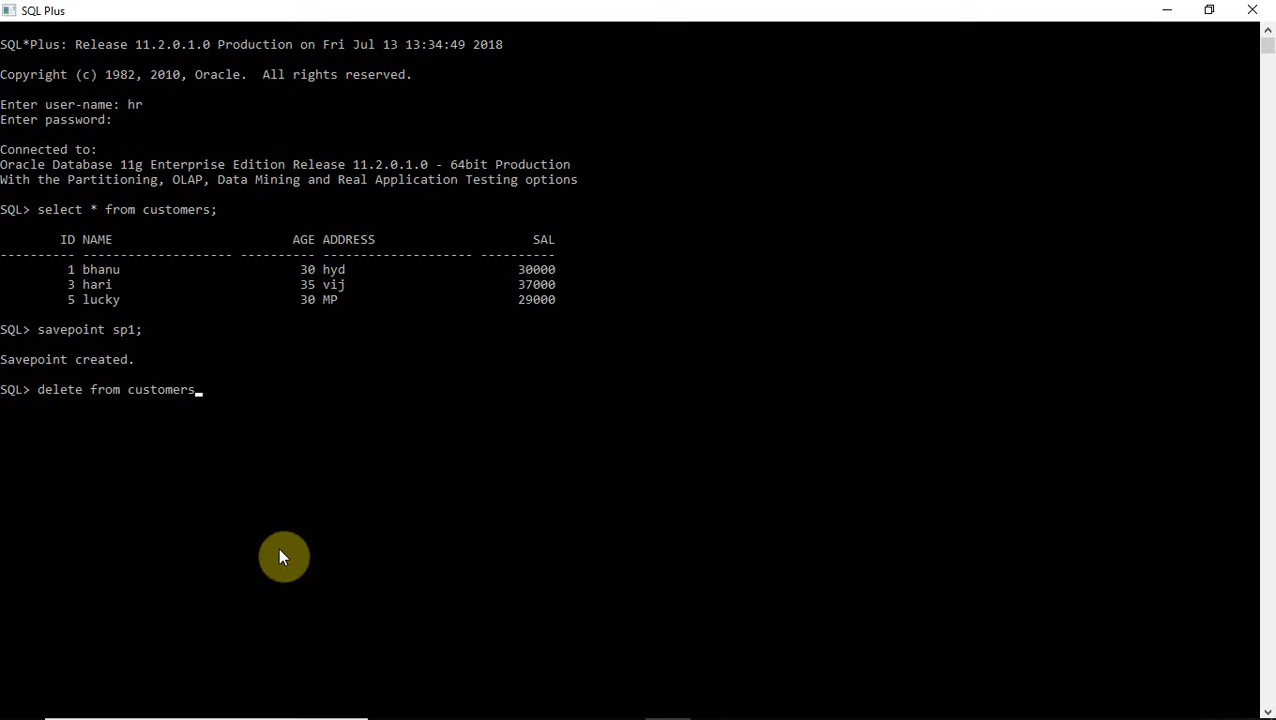 SQL Plus
SQL*Plus: Release 11.2.0.1.0 Production on Fri Jul 13 13:34:49 2018
Copyright (c) 1982, 2010, Oracle.  All rights reserved.
Enter user-name: hr
Enter password:
Connected to:
Oracle Database 11g Enterprise Edition Release 11.2.0.1.0 - 64bit Production
With the Partitioning, OLAP, Data Mining and Real Application Testing options
SQL> select * from customers;
        ID NAME                        AGE ADDRESS                     SAL
---------- -------------------- ---------- -------------------- ----------
         1 bhanu                        30 hyd                       30000
         3 hari                         35 vij                       37000
         5 lucky                        30 MP                        29000
SQL> savepoint sp1;
Savepoint created.
SQL> delete from customers_